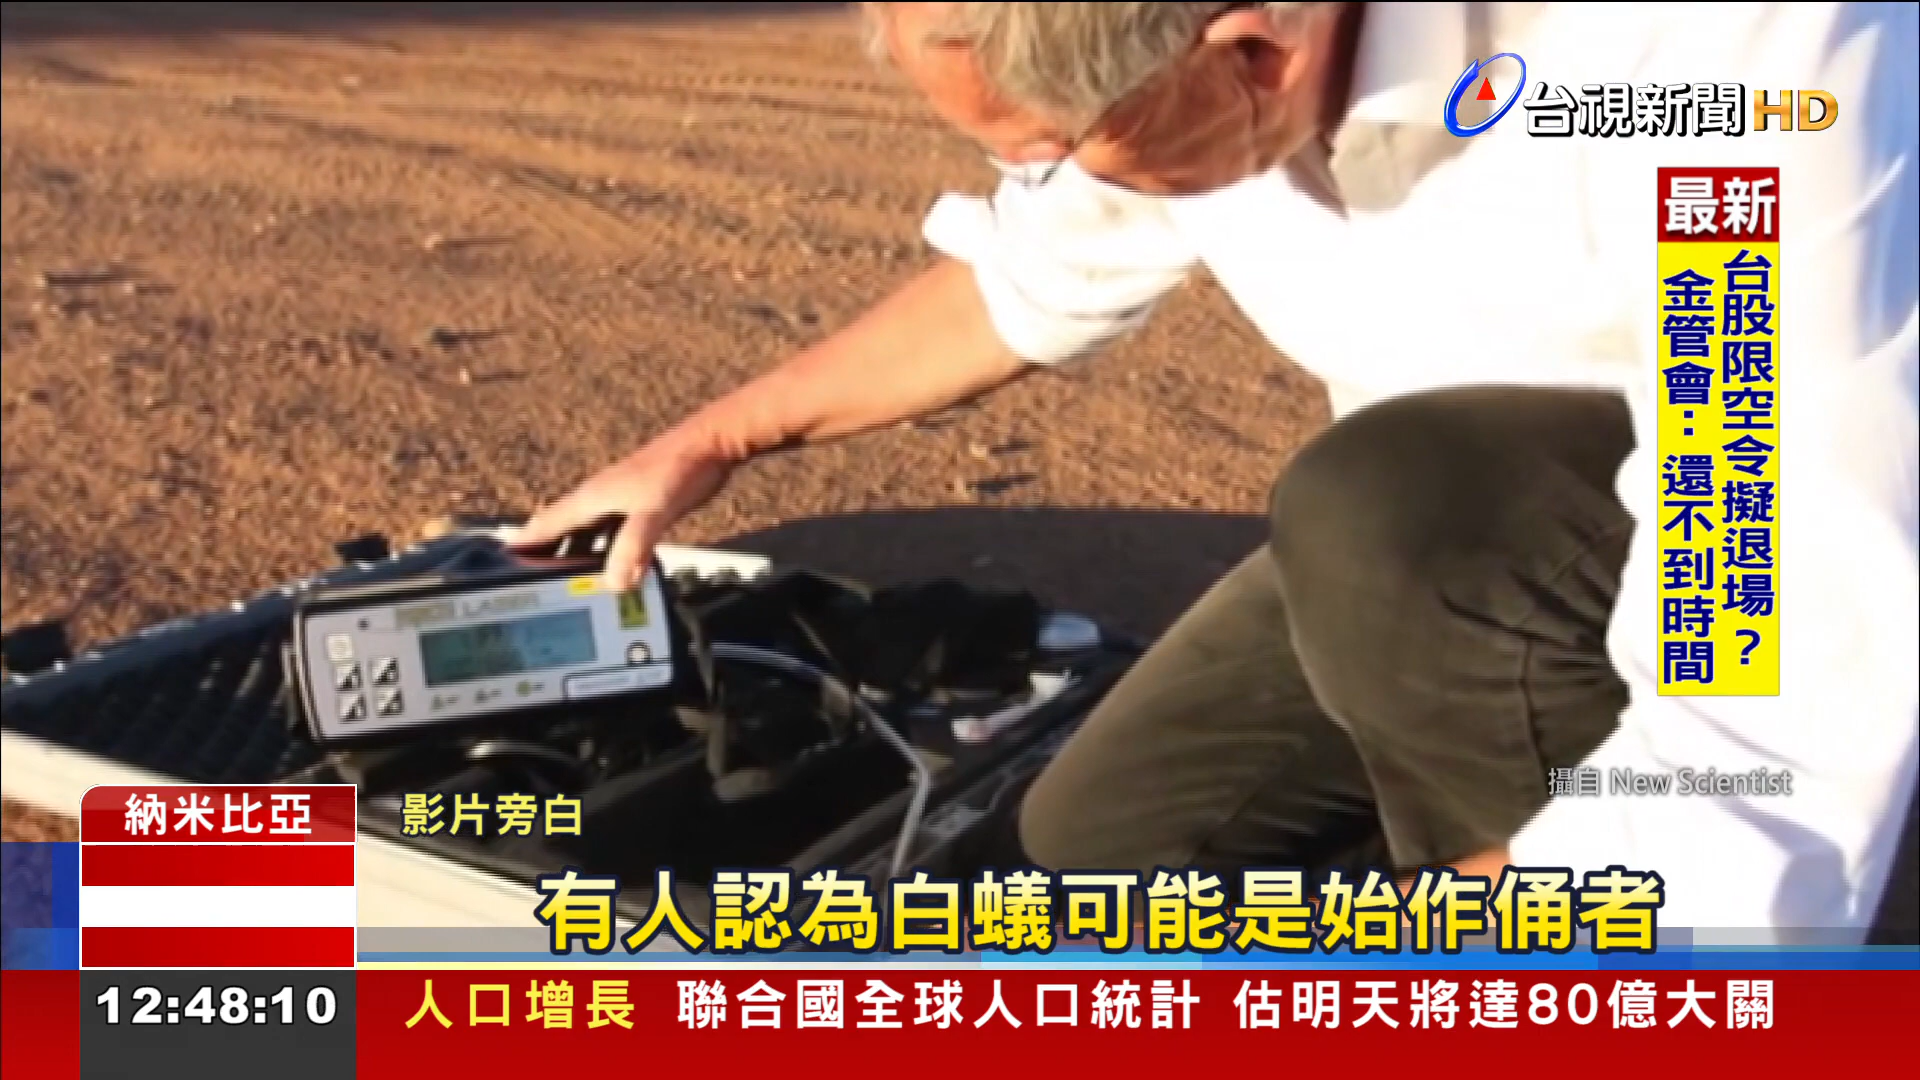 台視新聞HD
最新
台股限空令擬退場?
金管會:還不到時間
攝自 New Scientist
納米比亞
影片旁白
有人認為白蟻可能是始作俑者
12:48:10
人口增長 聯合國全球人口統計 估明天將達80億大關